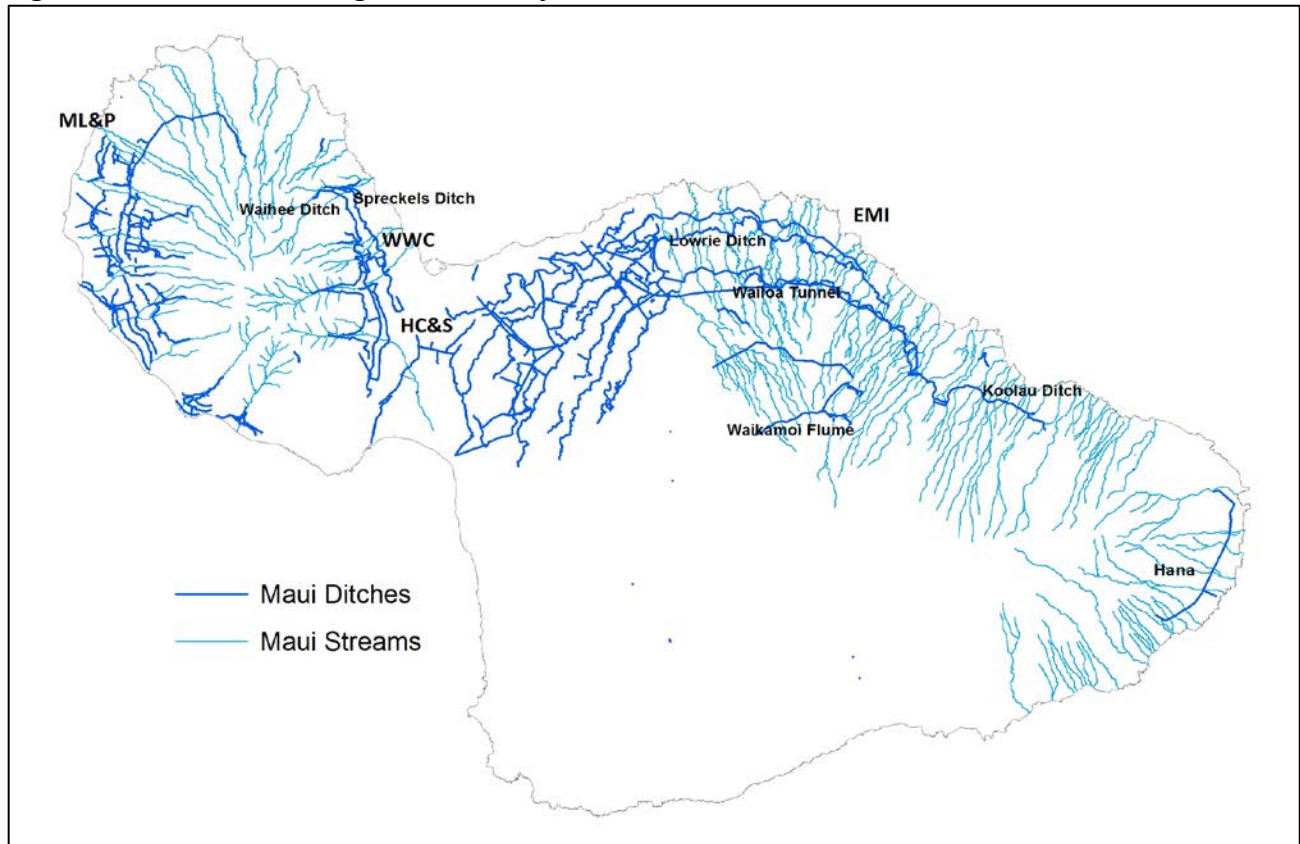 ML&P
Spreckels Ditch
Waihee Ditch
WWC
EMI
Lowrie Ditch
Wailoa Tunnel
HC&S
Koolau Ditch
Waikamoi Flume
Hana
Maui Ditches
Maui Streams